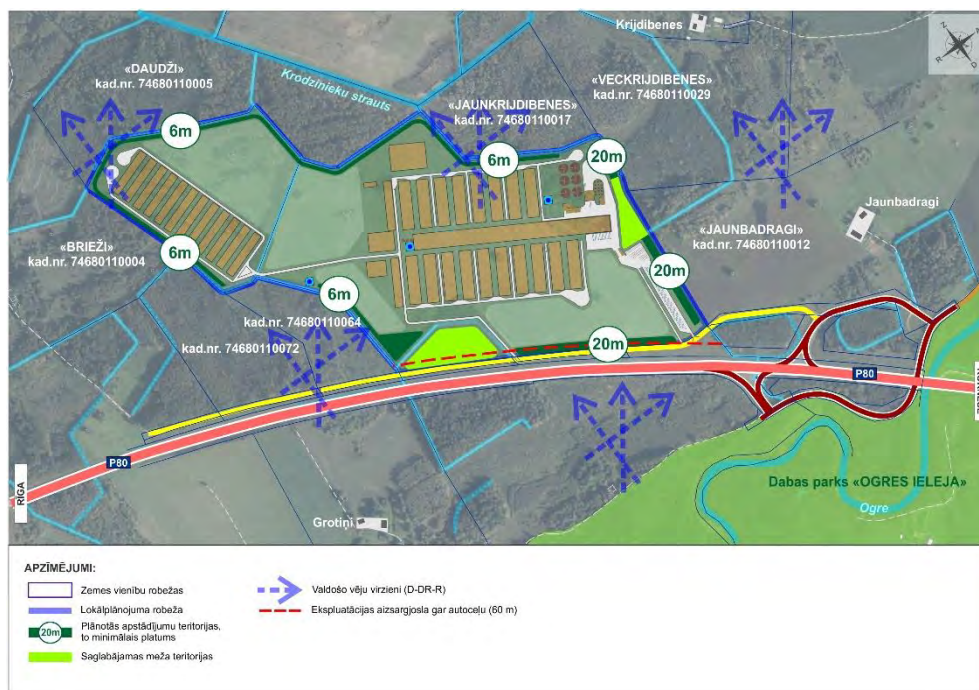 Krijdibenes
«DAUDŽI»
kad.nr. 74680110005
Krodzīnieku strauts
«VECKRIJDIBENES»
kad.nr. 74680110029
«JAUNKRIJDIBENES»
kad.nr. 74680110017
6m
6m
20m
Jaunbadragi
«JAUNBADRAGI»
kad.nr. 74680110012
«BRIEŽI»
kad.nr. 74680110004
6m
6m
20m
kad.nr. 74680110064
kad.nr. 74680110072
20m
P80
P80
RĪGA
Dabas parks «OGRES IELEJA»
Ogre
Grotiņi
APZĪMĒJUMI:
Zemes vienību robežas
Lokālplānojuma robeža
20m
Plānotās apstādījumu teritorijas,
to minimālais platums
Saglabājamas meža teritorijas
Valdošo vēju virzieni (D-DR-R)
Ekspluatācijas aizsargjosla gar autoceļu (60 m)